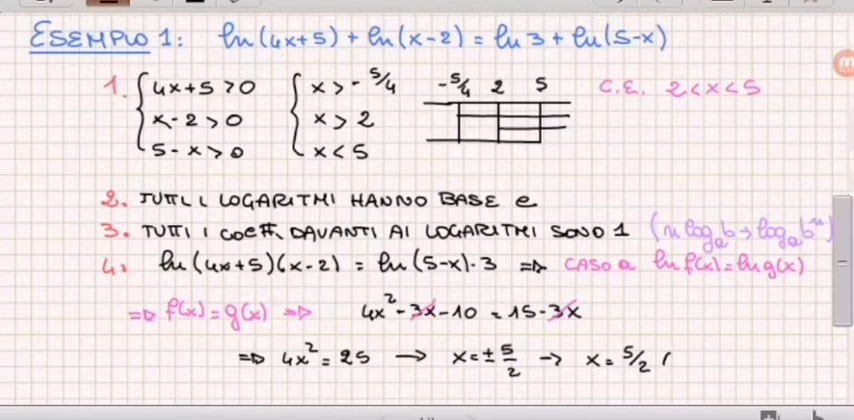 ESEMPIO 1: ln(4x+5) + ln(x-2) = ln 3 + ln(5-x)
1. { 4x+5 > 0 { x > -5/4 -5/4 2 5 C.E. 2<x<5
x-2 > 0 x > 2
5-x > 0 x < 5
2. TUTTI I LOGARITMI HANNO BASE e
3. TUTTI I COEFF. DAVANTI AI LOGARITMI SONO 1 (n logₐb → logₐbⁿ)
4. ln(4x+5)(x-2) = ln(5-x)·3 ⇒ CASO a ln f(x) = ln g(x)
⇒ f(x) = g(x) ⇒ 4x² - 3x - 10 = 15 - 3x
⇒ 4x² = 25 → x = ± 5/2 → x = 5/2 (